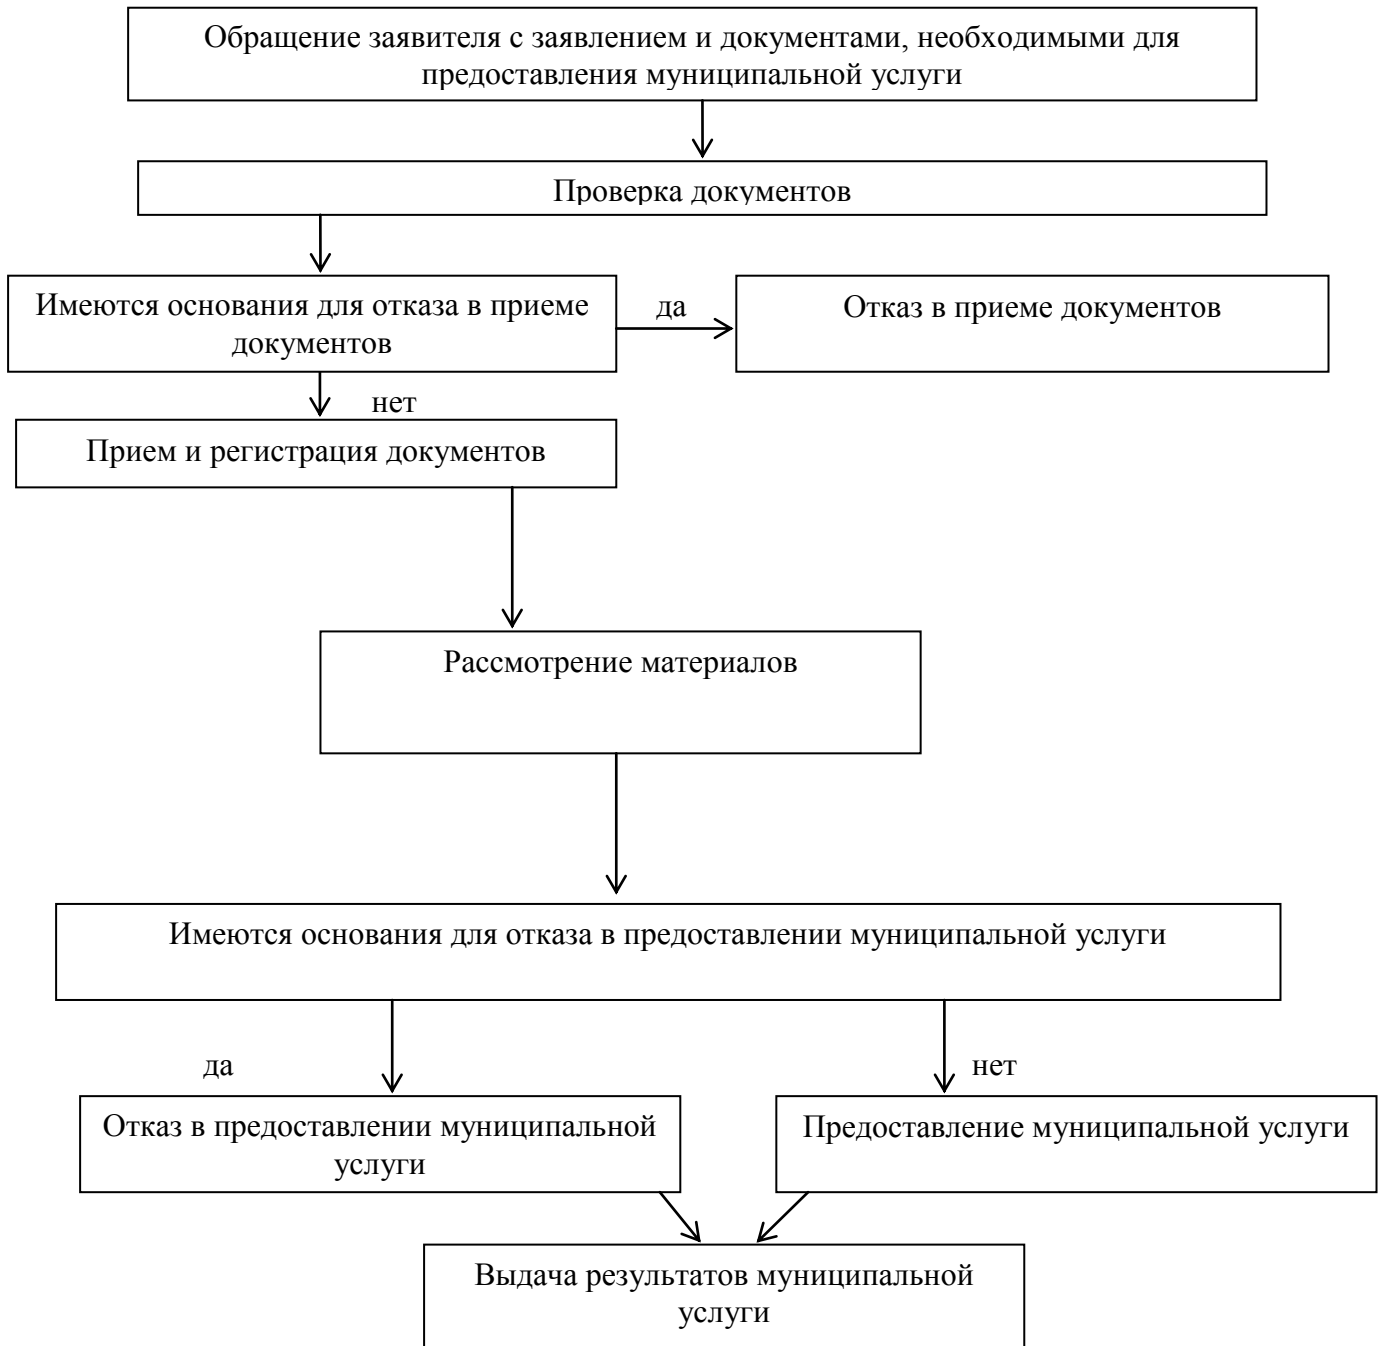 Обращение заявителя с заявлением и документами, необходимыми для
предоставления муниципальной услуги
Проверка документов
Имеются основания для отказа в приеме
документов
да
Отказ в приеме документов
нет
Прием и регистрация документов
Рассмотрение материалов
Имеются основания для отказа в предоставлении муниципальной услуги
да
нет
Отказ в предоставлении муниципальной
услуги
Предоставление муниципальной услуги
Выдача результатов муниципальной
услуги